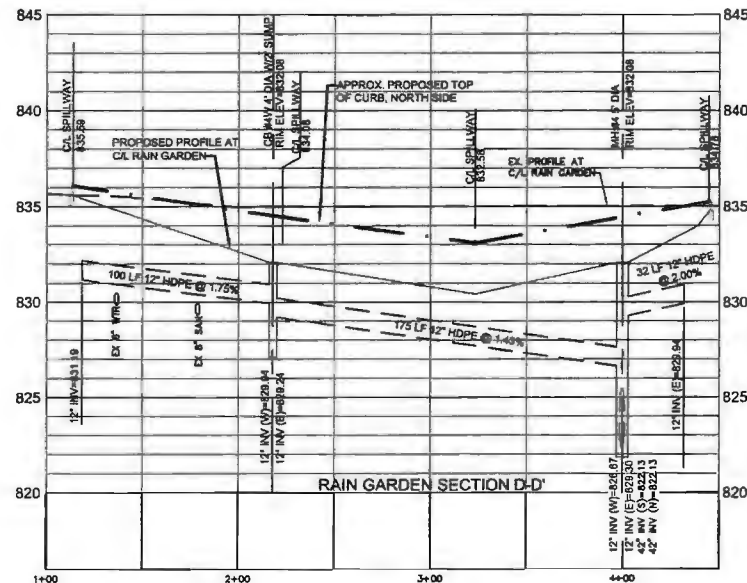 845
845
840
840
835
835
830
830
825
825
820
820
C/L SPILLWAY
835.59
CB #4W 4' DIA W/2' SUMP
RIM ELEV=832.08
C/L SPILLWAY
834.08
APPROX. PROPOSED TOP
OF CURB, NORTH SIDE
C/L SPILLWAY
832.58
MH#4 5' DIA
RIM ELEV=832.08
C/L SPILLWAY
PROPOSED PROFILE AT
C/L RAIN GARDEN
EX. PROFILE AT
C/L RAIN GARDEN
100 LF 12" HDPE @ 1.75%
175 LF 12" HDPE @ 1.43%
32 LF 12" HDPE
@ 2.00%
12" INV=831.19
EX 8" WTR
EX 8" SAN
12" INV (W)=829.94
12" INV (E)=829.24
12" INV (E)=829.94
RAIN GARDEN SECTION D-D'
12" INV (W)=826.67
12" INV (E)=829.30
42" INV (S)=822.13
42" INV (N)=822.13
1+00
2+00
3+00
4+00